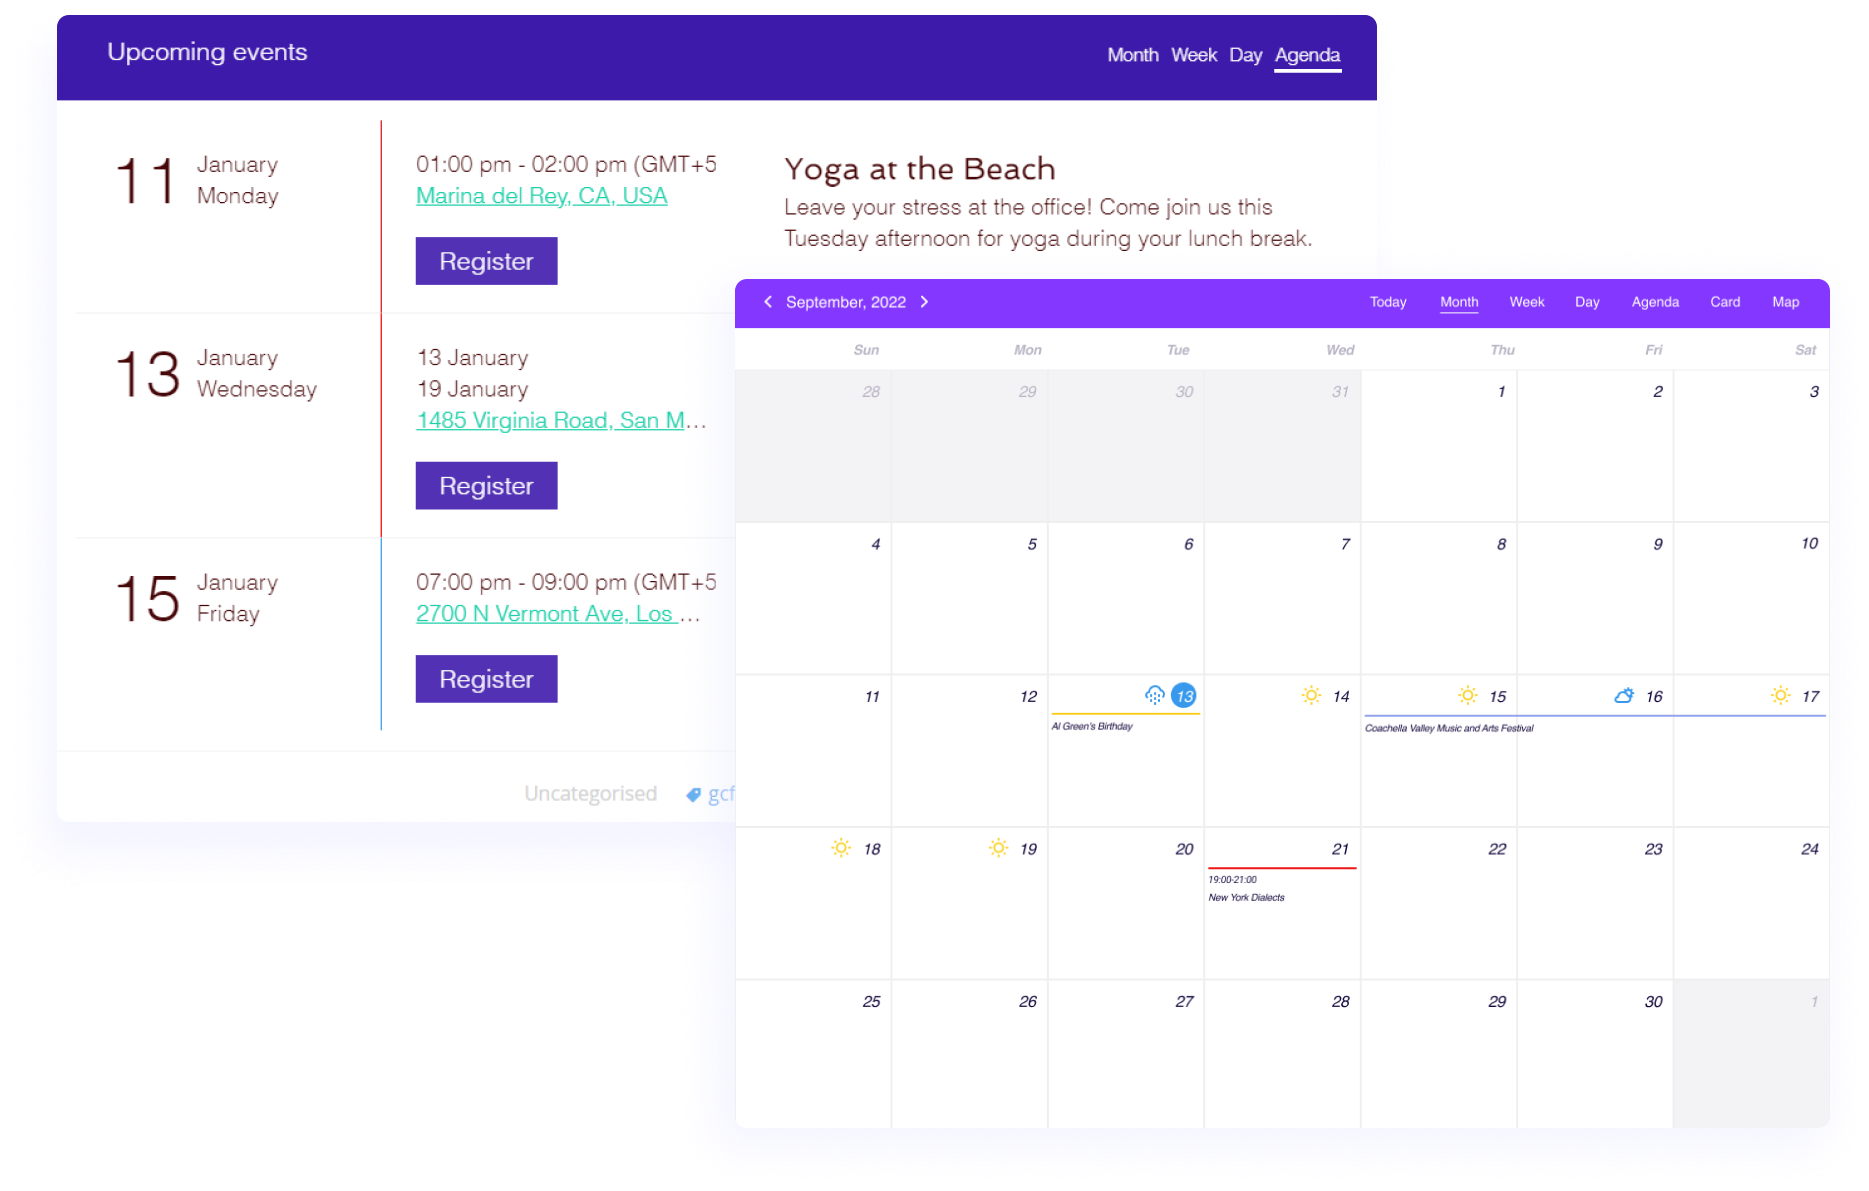 Upcoming events
Month Week Day Agenda
11
January
Monday
01:00 pm - 02:00 pm (GMT+5
Marina del Rey, CA, USA
Register
Yoga at the Beach
Leave your stress at the office! Come join us this
Tuesday afternoon for yoga during your lunch break.
13
January
Wednesday
13 January
19 January
1485 Virginia Road, San M...
Register
15
January
Friday
07:00 pm - 09:00 pm (GMT+5
2700 N Vermont Ave, Los ...
Register
Uncategorised gcf
September, 2022
Today Month Week Day Agenda Card Map
Sun Mon Tue Wed Thu Fri Sat
28 29 30 31 1 2 3
4 5 6 7 8 9 10
11 12 13 14 15 16 17
Al Green's Birthday
Coachella Valley Music and Arts Festival
18 19 20 21 22 23 24
19:00-21:00
New York Dialects
25 26 27 28 29 30 1